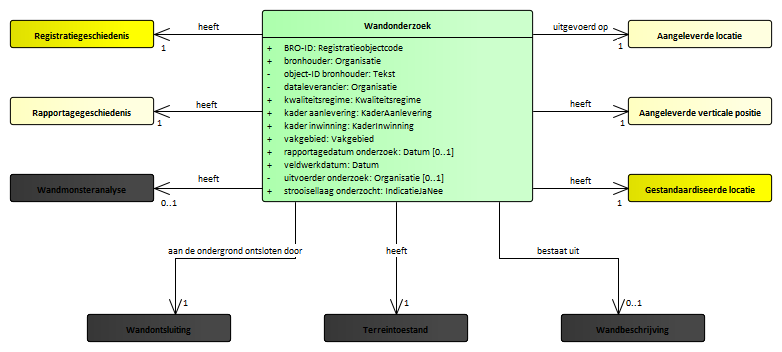 Wandonderzoek
+ BRO-ID: Registratieobjectcode
+ bronhouder: Organisatie
- object-ID bronhouder: Tekst
- dataleverancier: Organisatie
+ kwaliteitsregime: Kwaliteitsregime
+ kader aanlevering: KaderAanlevering
+ kader inwinning: KaderInwinning
+ vakgebied: Vakgebied
+ rapportagedatum onderzoek: Datum [0..1]
+ veldwerkdatum: Datum
- uitvoerder onderzoek: Organisatie [0..1]
+ strooisellaag onderzocht: IndicatieJaNee
Registratiegeschiedenis
heeft
1
uitgevoerd op
1
Aangeleverde locatie
Rapportagegeschiedenis
heeft
1
heeft
1
Aangeleverde verticale positie
Wandmonsteranalyse
heeft
0..1
heeft
1
Gestandaardiseerde locatie
aan de ondergrond ontsloten door
1
heeft
1
bestaat uit
0..1
Wandontsluiting
Terreintoestand
Wandbeschrijving